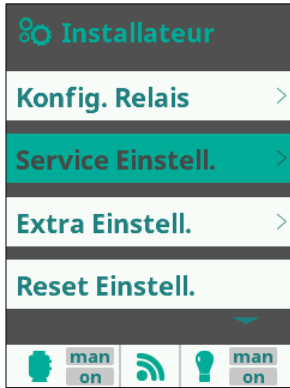 Installateur
Konfig. Relais
Service Einstell.
Extra Einstell.
Reset Einstell.
man
on
man
on